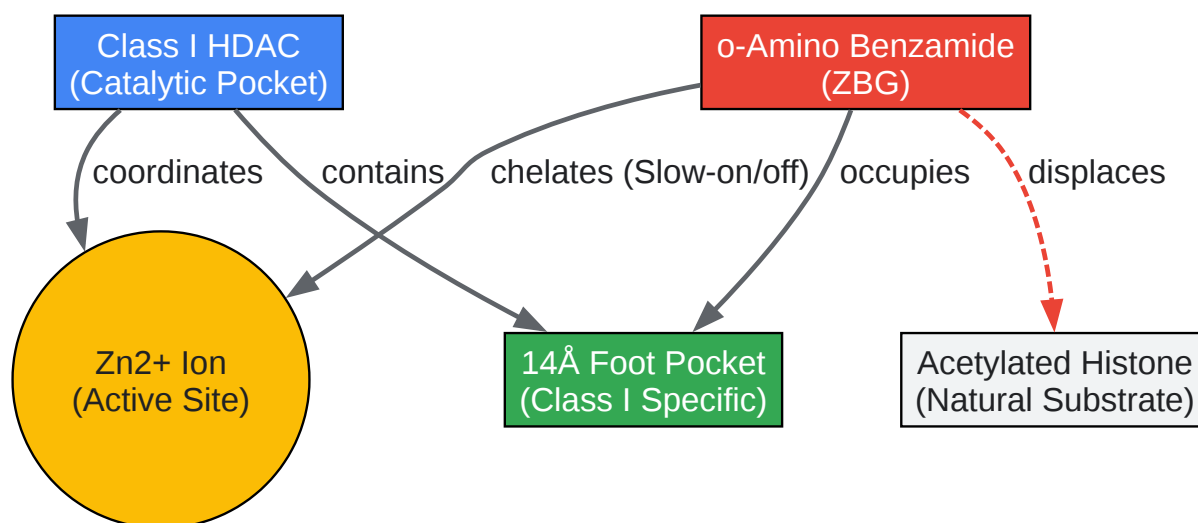 Class I HDAC
(Catalytic Pocket)
o-Amino Benzamide
(ZBG)
coordinates
contains
chelates (Slow-on/off)
occupies
displaces
Zn2+ Ion
(Active Site)
14Å Foot Pocket
(Class I Specific)
Acetylated Histone
(Natural Substrate)